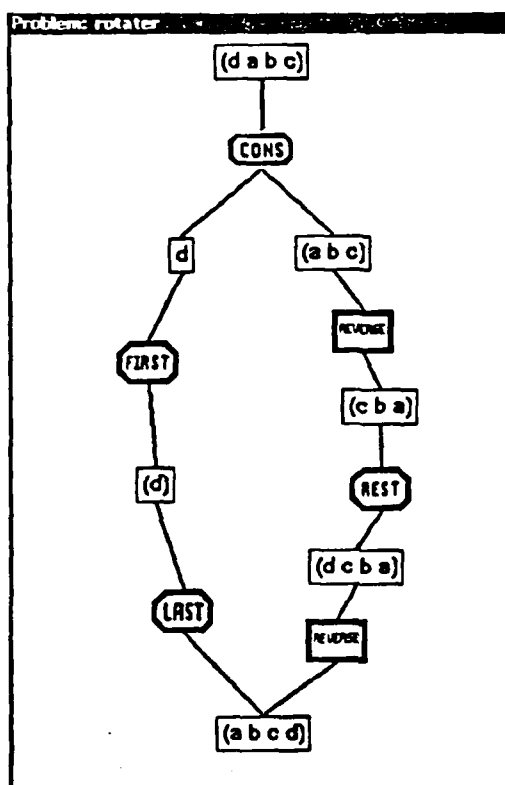 Problem: rotater
(d a b c)
CONS
d
(a b c)
REVERSE
FIRST
(c b a)
(d)
REST
(d c b a)
LAST
REVERSE
(a b c d)